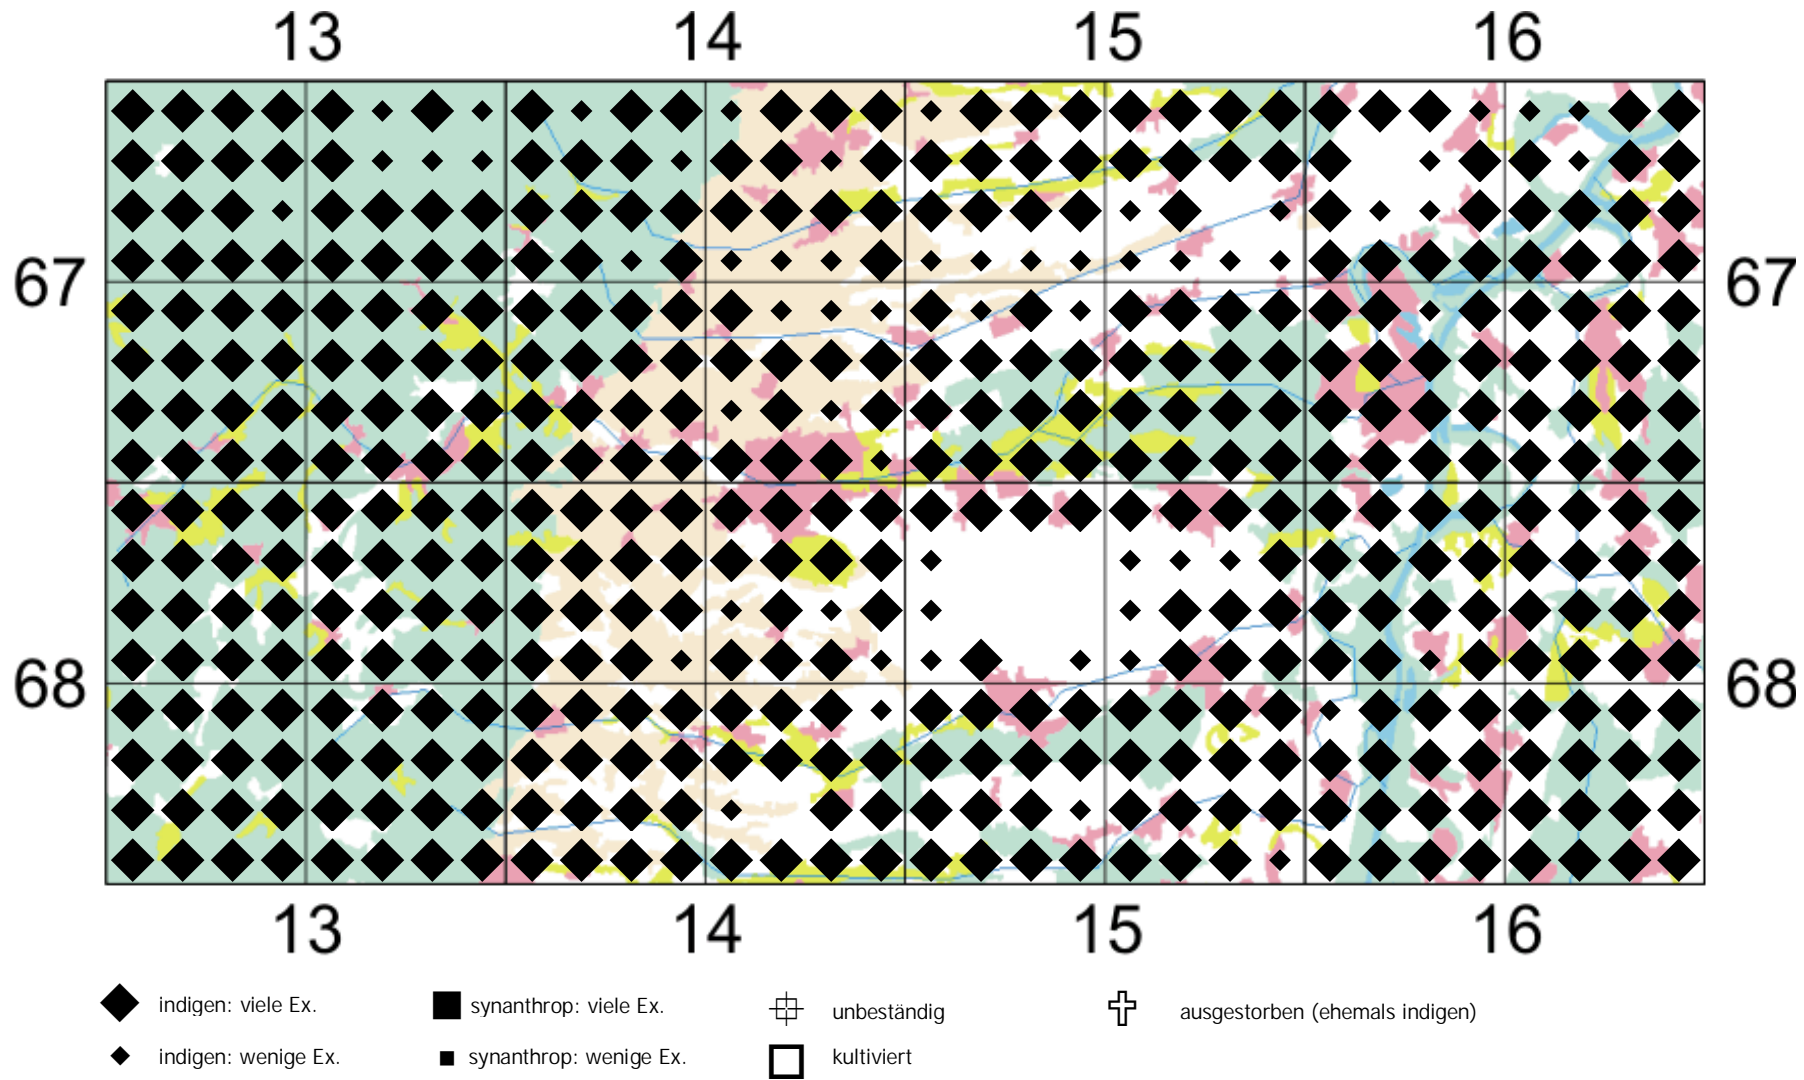 13 14 15 16
67 67
68 68
13 14 15 16
indigen: viele Ex. synanthrop: viele Ex. unbeständig ausgestorben (ehemals indigen)
indigen: wenige Ex. synanthrop: wenige Ex. kultiviert